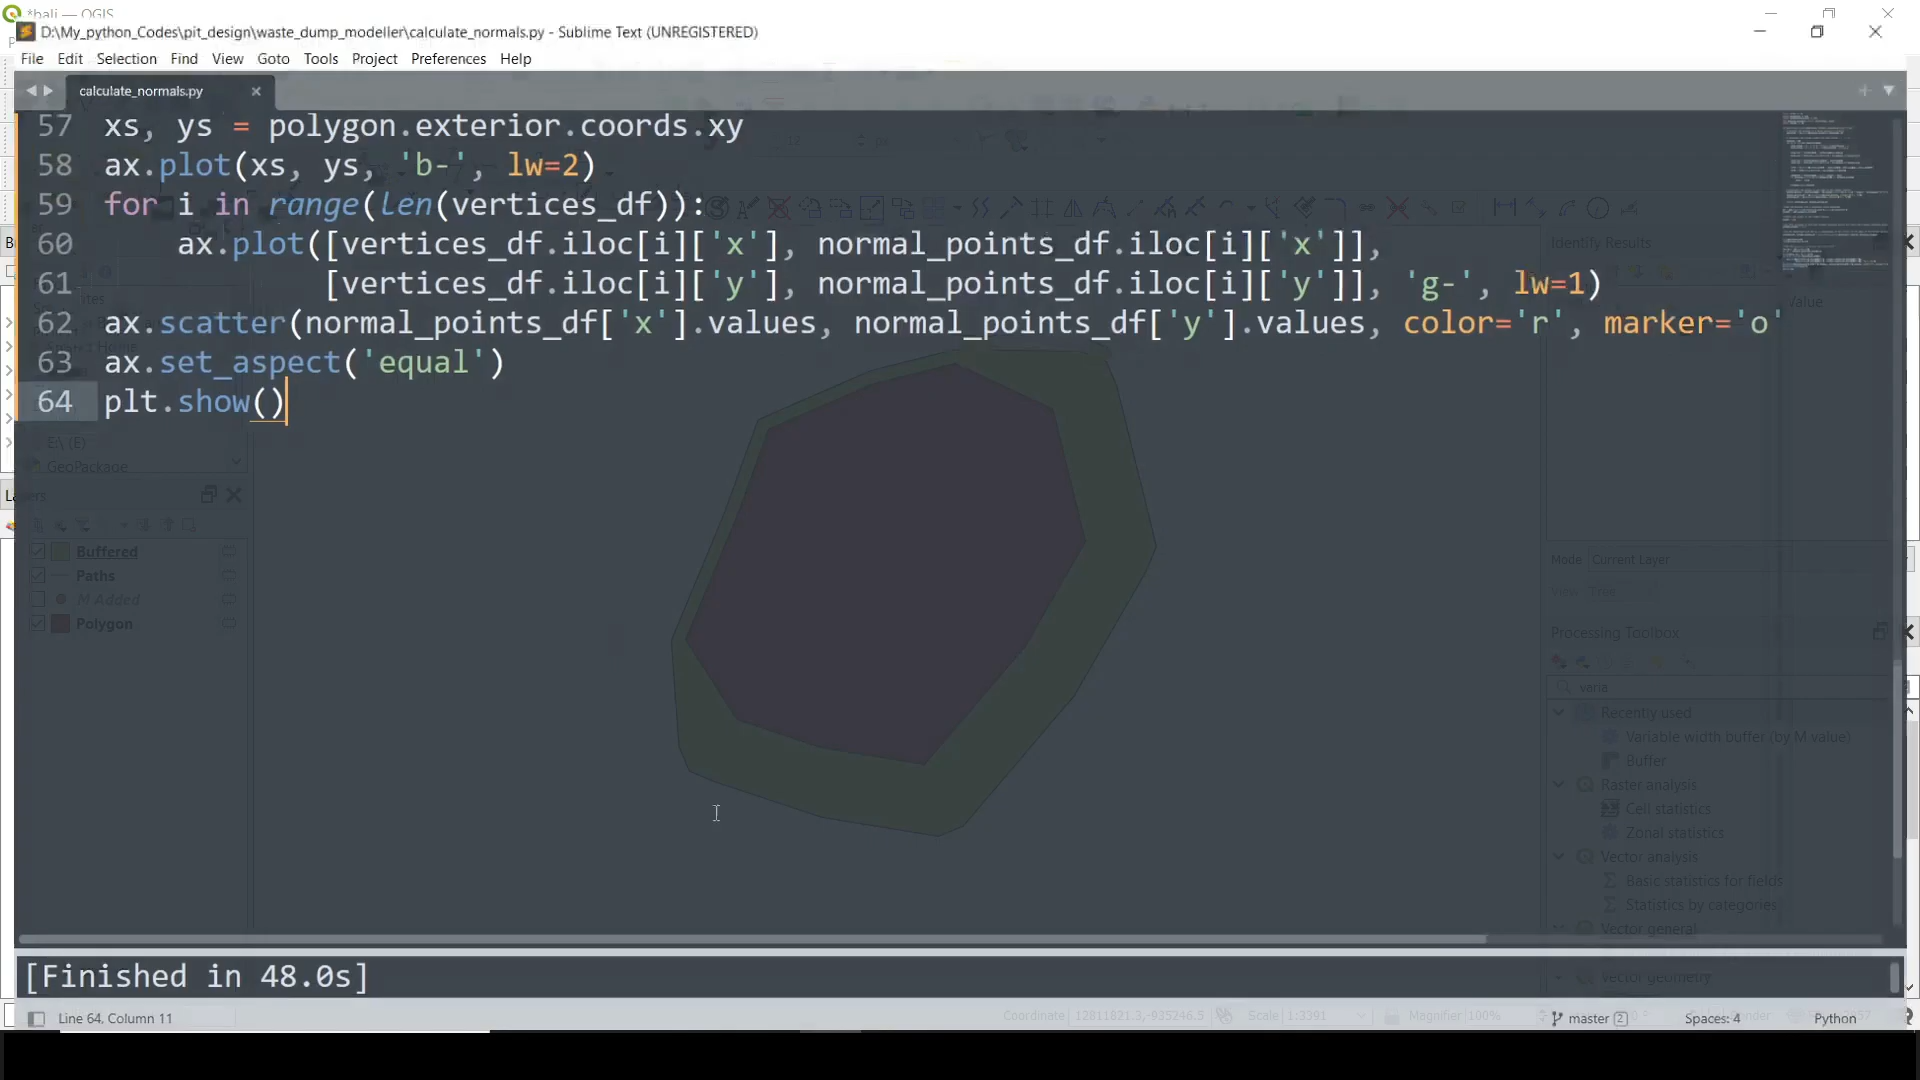 *bali — QGIS
D:\My_python_Codes\pit_design\waste_dump_modeller\calculate_normals.py - Sublime Text (UNREGISTERED)
File Edit Selection Find View Goto Tools Project Preferences Help
calculate_normals.py
57 xs, ys = polygon.exterior.coords.xy
58 ax.plot(xs, ys, 'b-', lw=2)
59 for i in range(len(vertices_df)):
60 ax.plot([vertices_df.iloc[i]['x'], normal_points_df.iloc[i]['x']],
61 [vertices_df.iloc[i]['y'], normal_points_df.iloc[i]['y']], 'g-', lw=1)
62 ax.scatter(normal_points_df['x'].values, normal_points_df['y'].values, color='r', marker='o'
63 ax.set_aspect('equal')
64 plt.show()
Identify Results
Value
E:\ (E)
GeoPackage
Layers
Buffered
Paths
M Added
Polygon
Mode Current Layer
View Tree
Processing Toolbox
varia
Recently used
Variable width buffer (by M value)
Buffer
Raster analysis
Cell statistics
Zonal statistics
Vector analysis
Basic statistics for fields
Statistics by categories
Vector general
Vector geometry
[Finished in 48.0s]
Coordinate 12811821.3,-935246.5 Scale 1:3391 Magnifier 100%
Line 64, Column 11
master 2
Spaces: 4
Python